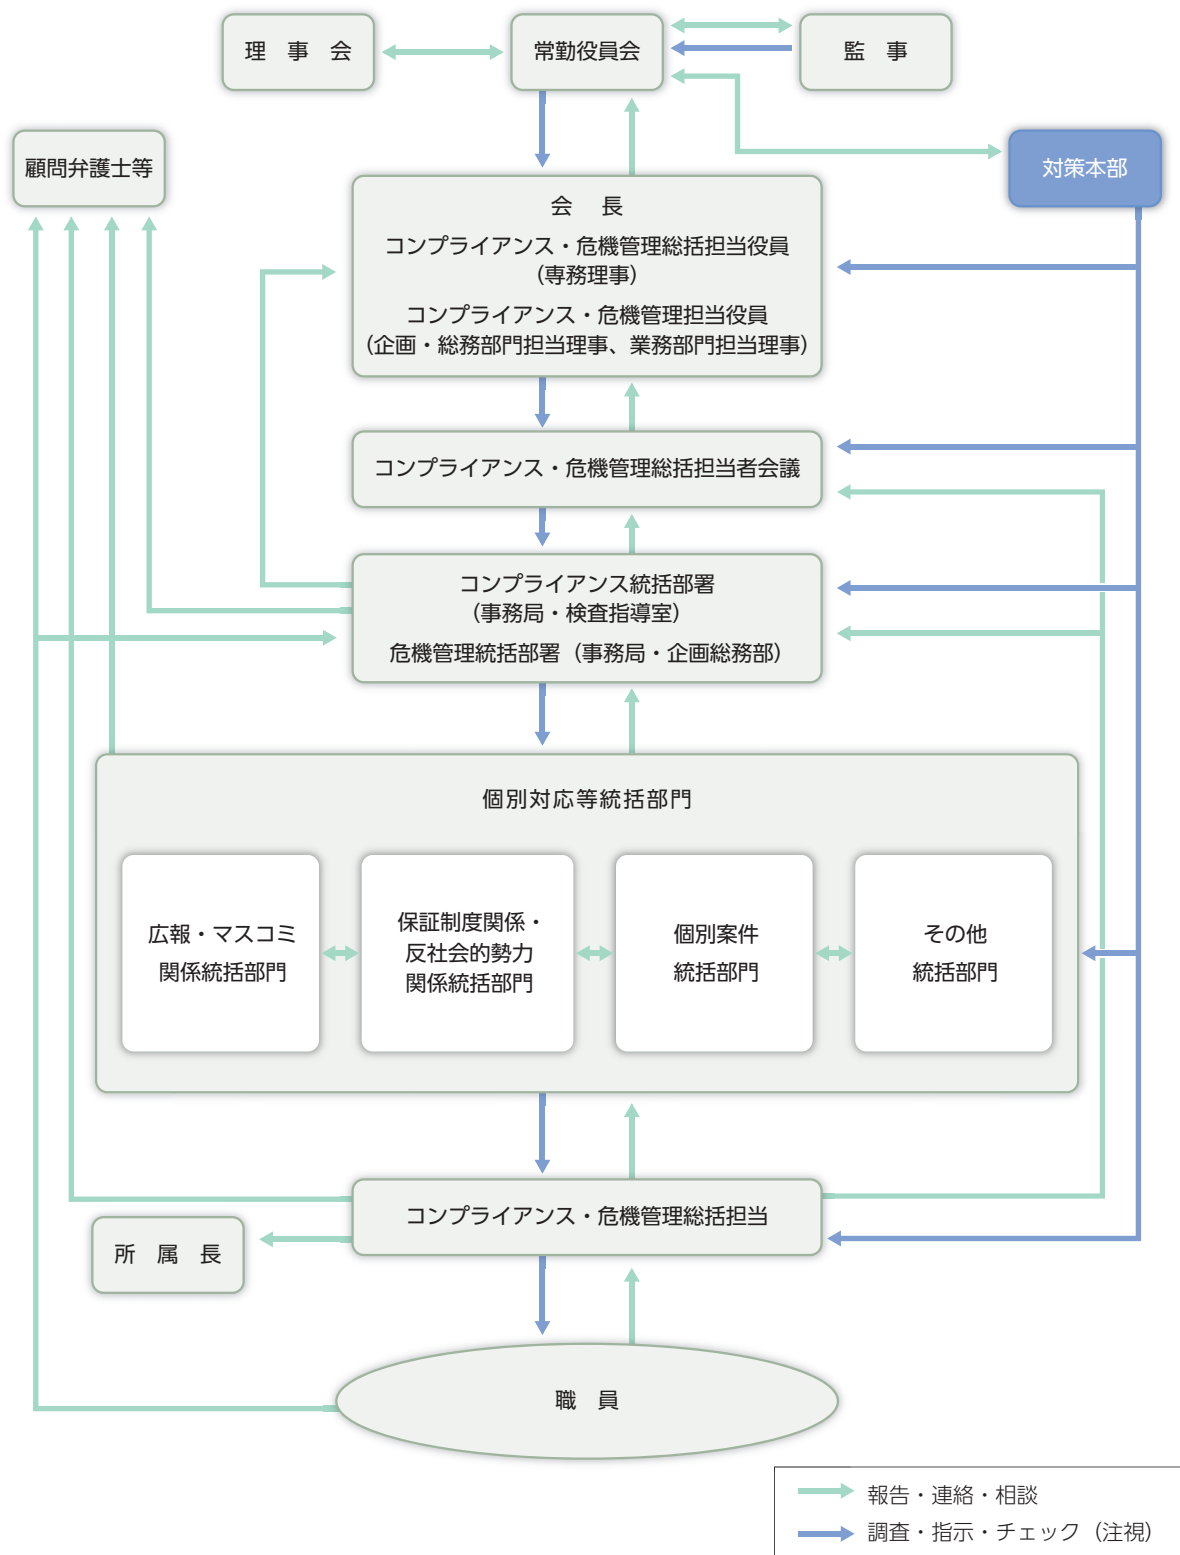 理 事 会
常勤役員会
監 事
顧問弁護士等
対策本部
会 長
コンプライアンス・危機管理総括担当役員
（専務理事）
コンプライアンス・危機管理担当役員
（企画・総務部門担当理事、業務部門担当理事）
コンプライアンス・危機管理総括担当者会議
コンプライアンス統括部署
（事務局・検査指導室）
危機管理統括部署（事務局・企画総務部）
個別対応等統括部門
広報・マスコミ
関係統括部門
保証制度関係・
反社会的勢力
関係統括部門
個別案件
統括部門
その他
統括部門
コンプライアンス・危機管理総括担当
所 属 長
職 員
報告・連絡・相談
調査・指示・チェック（注視）